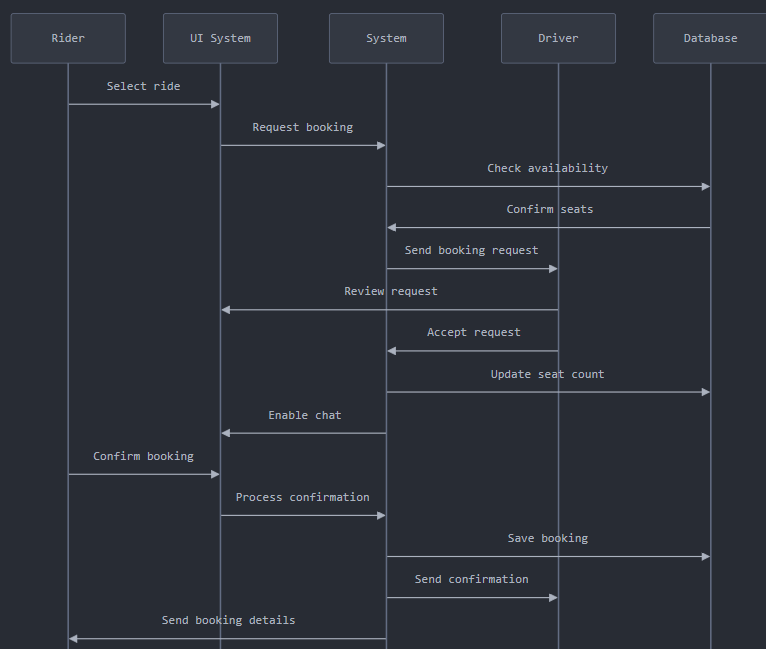 Rider
UI System
System
Driver
Database
Select ride
Request booking
Check availability
Confirm seats
Send booking request
Review request
Accept request
Update seat count
Enable chat
Confirm booking
Process confirmation
Save booking
Send confirmation
Send booking details